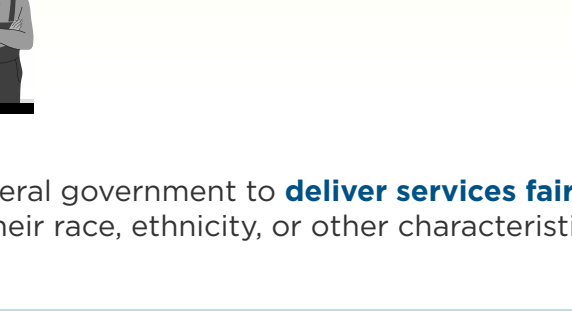 eral government to deliver services fair
heir race, ethnicity, or other characteristi